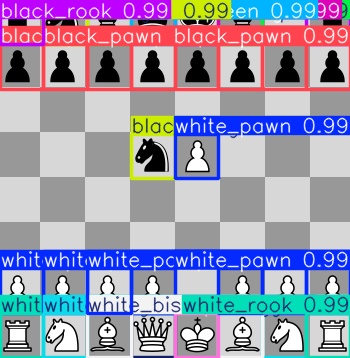 black_rook 0.99 0.99 een 0.99
blac black_pawn black_pawn 0.99
blac white_pawn 0.99
whit whit white_pc white_pawn 0.99
whit whit white_bis white_rook 0.99